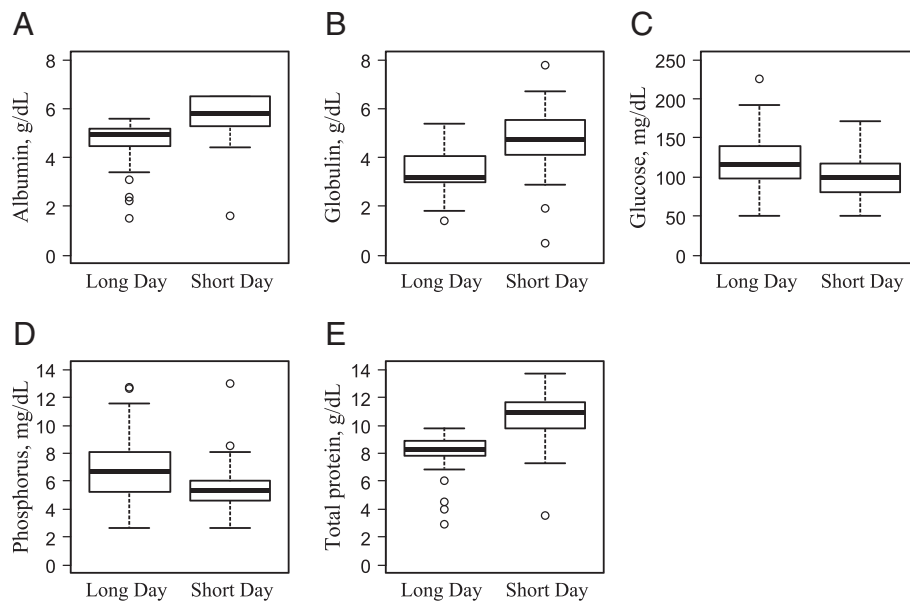 A
Albumin, g/dL
8
6
4
2
0
Long Day
Short Day
B
Globulin, g/dL
8
6
4
2
0
Long Day
Short Day
C
Glucose, mg/dL
250
200
150
100
50
0
Long Day
Short Day
D
Phosphorus, mg/dL
14
12
10
8
6
4
2
0
Long Day
Short Day
E
Total protein, g/dL
14
12
10
8
6
4
2
0
Long Day
Short Day